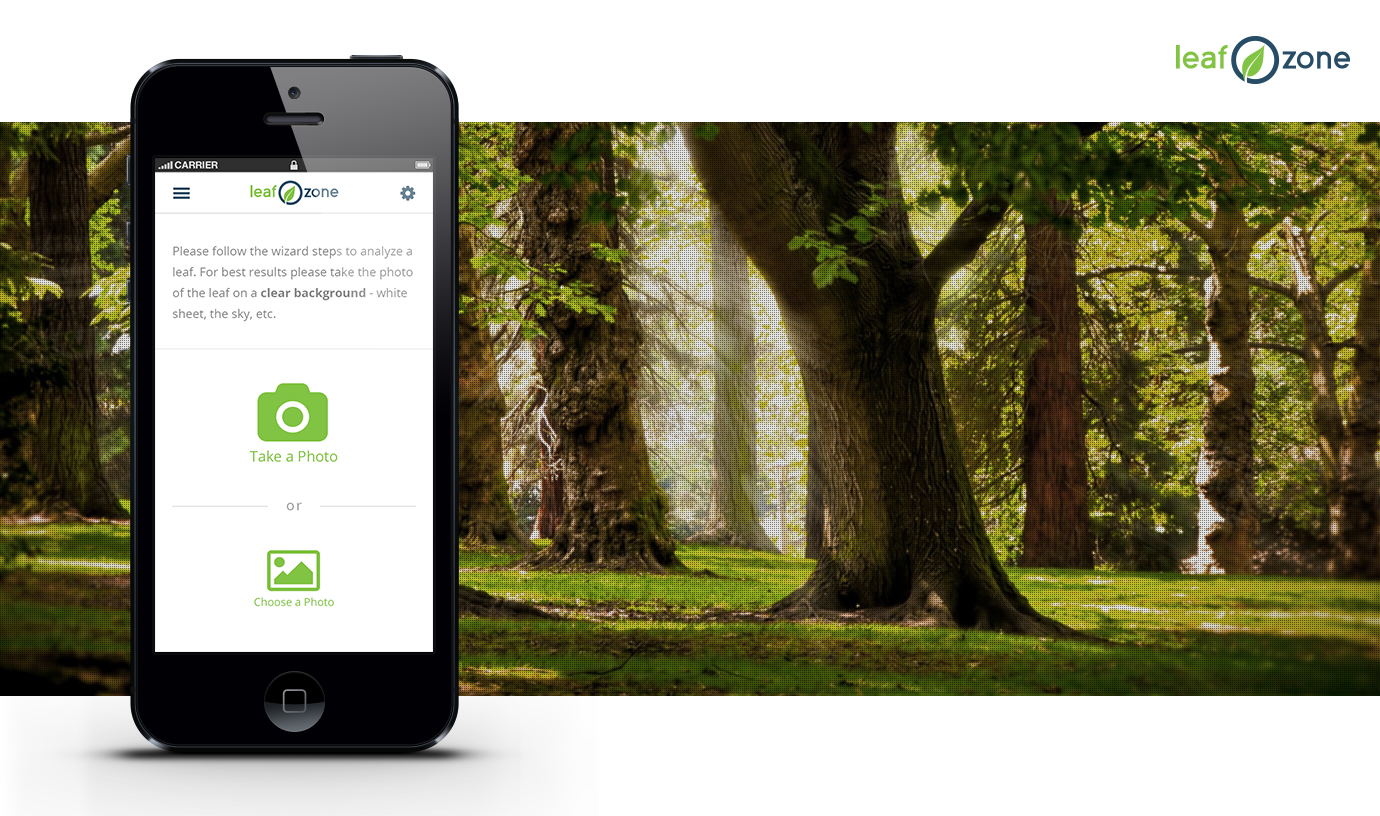 leaf zone
CARRIER
leaf zone
Please follow the wizard steps to analyze a
leaf. For best results please take the photo
of the leaf on a clear background - white
sheet, the sky, etc.
Take a Photo
or
Choose a Photo